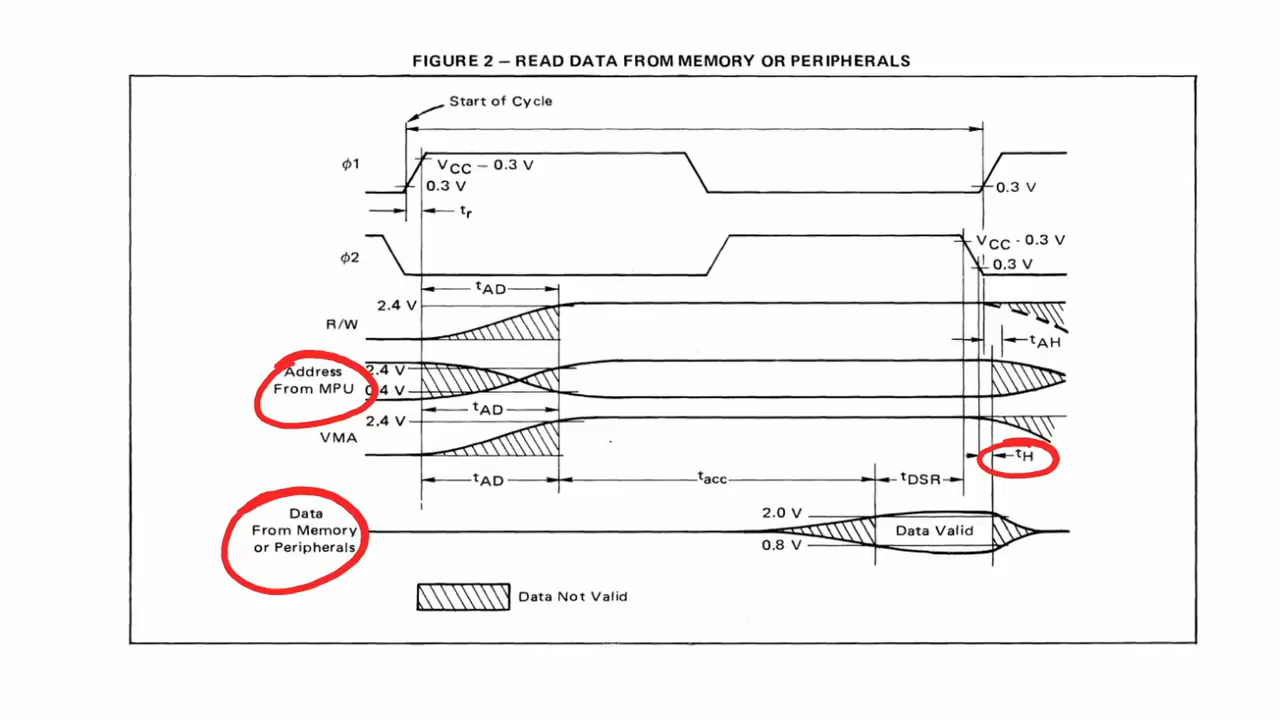 FIGURE 2 – READ DATA FROM MEMORY OR PERIPHERALS
Start of Cycle
ϕ1
VCC – 0.3 V
0.3 V
0.3 V
tr
ϕ2
VCC - 0.3 V
0.3 V
tAD
2.4 V
R/W
tAH
Address
From MPU
2.4 V
0.4 V
tAD
2.4 V
VMA
tH
tAD
tacc
tDSR
Data
From Memory
or Peripherals
2.0 V
Data Valid
0.8 V
Data Not Valid